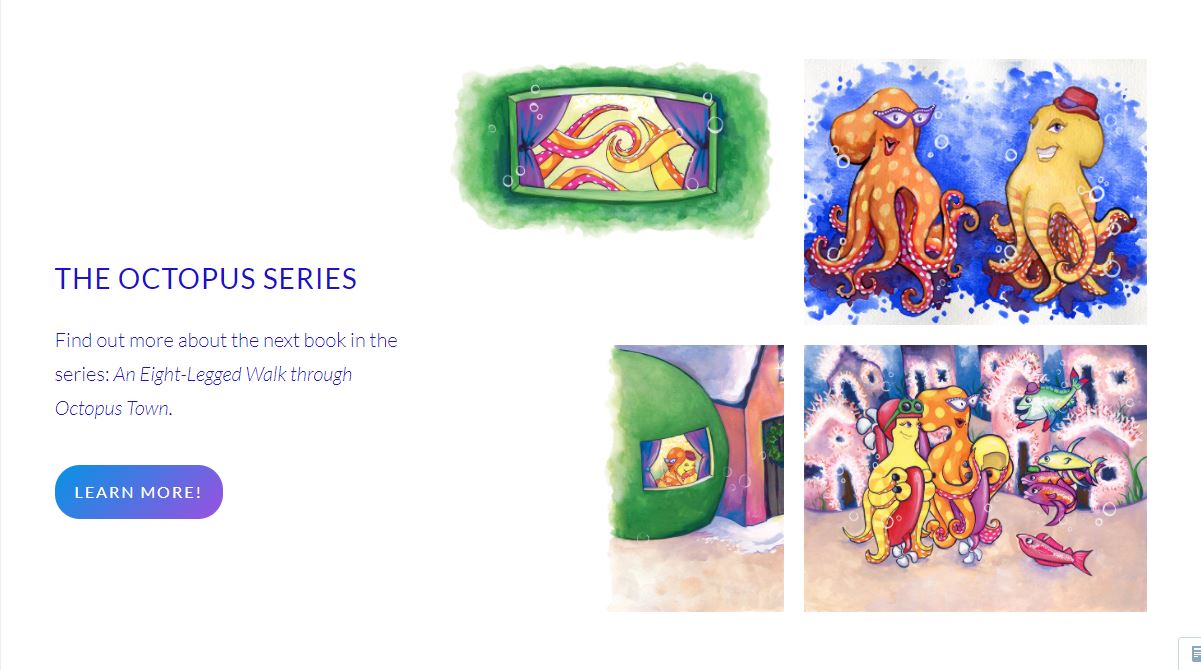 THE OCTOPUS SERIES
Find out more about the next book in the
series: An Eight-Legged Walk through
Octopus Town.
LEARN MORE!